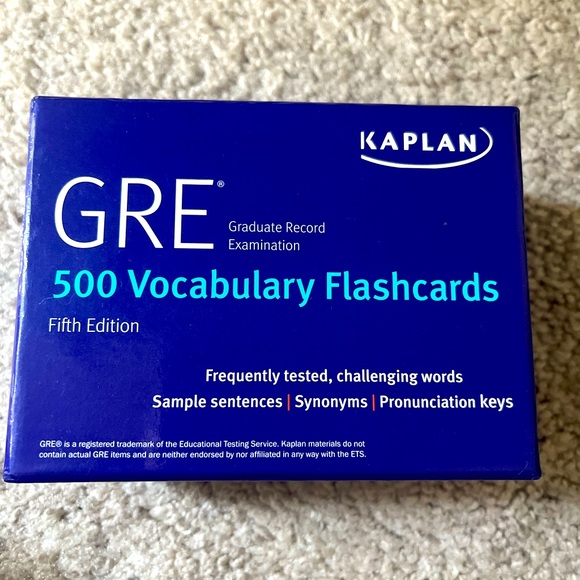 KAPLAN
GRE®
Graduate Record
Examination
500 Vocabulary Flashcards
Fifth Edition
Frequently tested, challenging words
Sample sentences | Synonyms | Pronunciation keys
GRE® is a registered trademark of the Educational Testing Service. Kaplan materials do not
contain actual GRE items and are neither endorsed by nor affiliated in any way with the ETS.